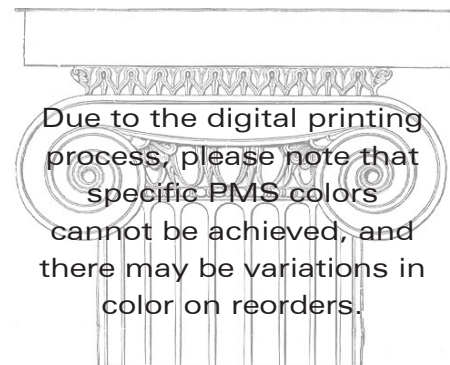 Due to the digital printing
process, please note that
specific PMS colors
cannot be achieved, and
there may be variations in
color on reorders.